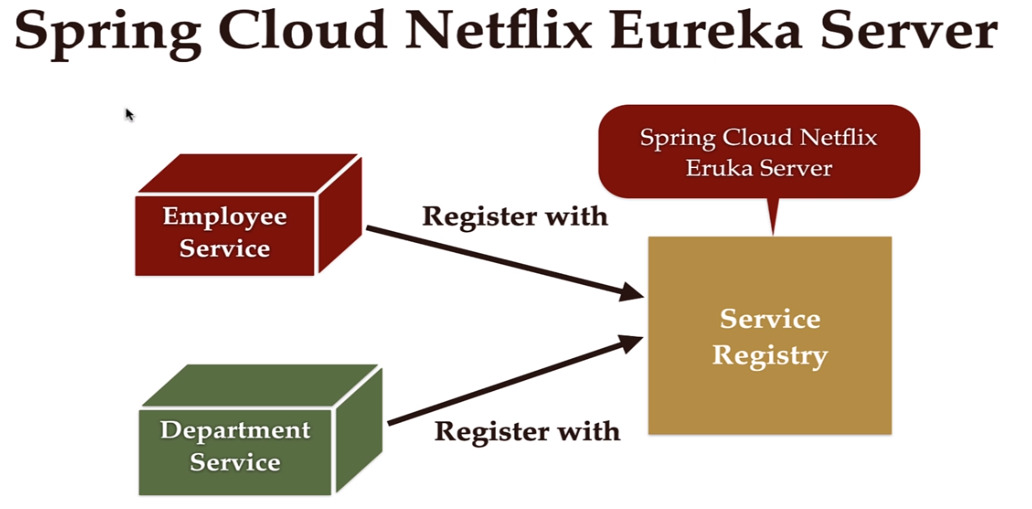 Spring Cloud Netflix Eureka Server
Spring Cloud Netflix
Eruka Server
Employee
Service
Register with
Service
Registry
Department
Service
Register with